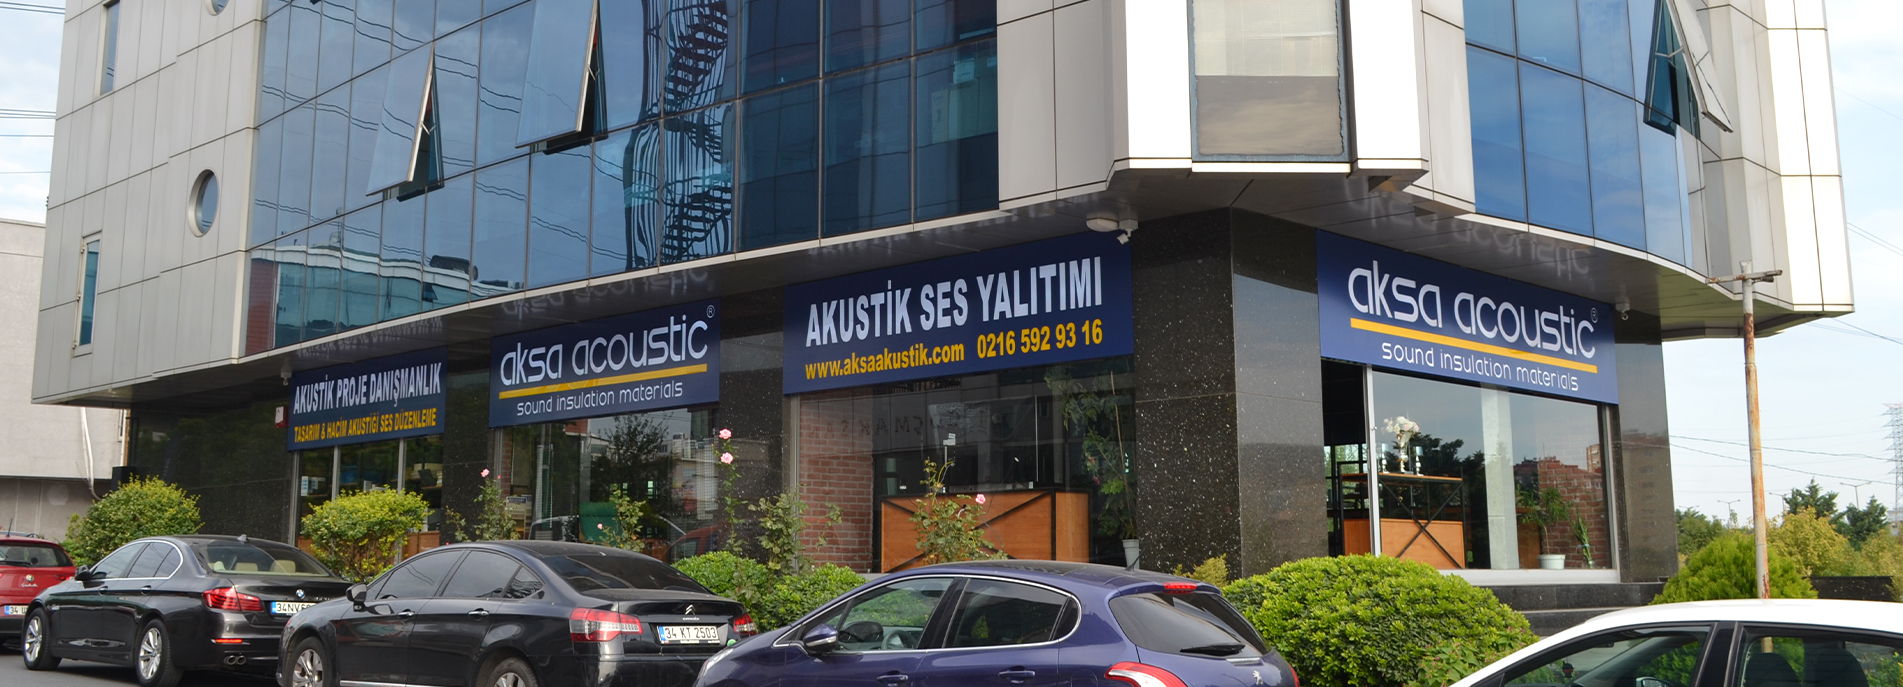 AKUSTİK PROJE DANIŞMANLIK
TASARIM & HACİM AKUSTİĞİ SES DÜZENLEME
aksa acoustic®
sound insulation materials
AKUSTİK SES YALITIMI
www.aksaakustik.com 0216 592 93 16
aksa acoustic®
sound insulation materials
34 KT 2503